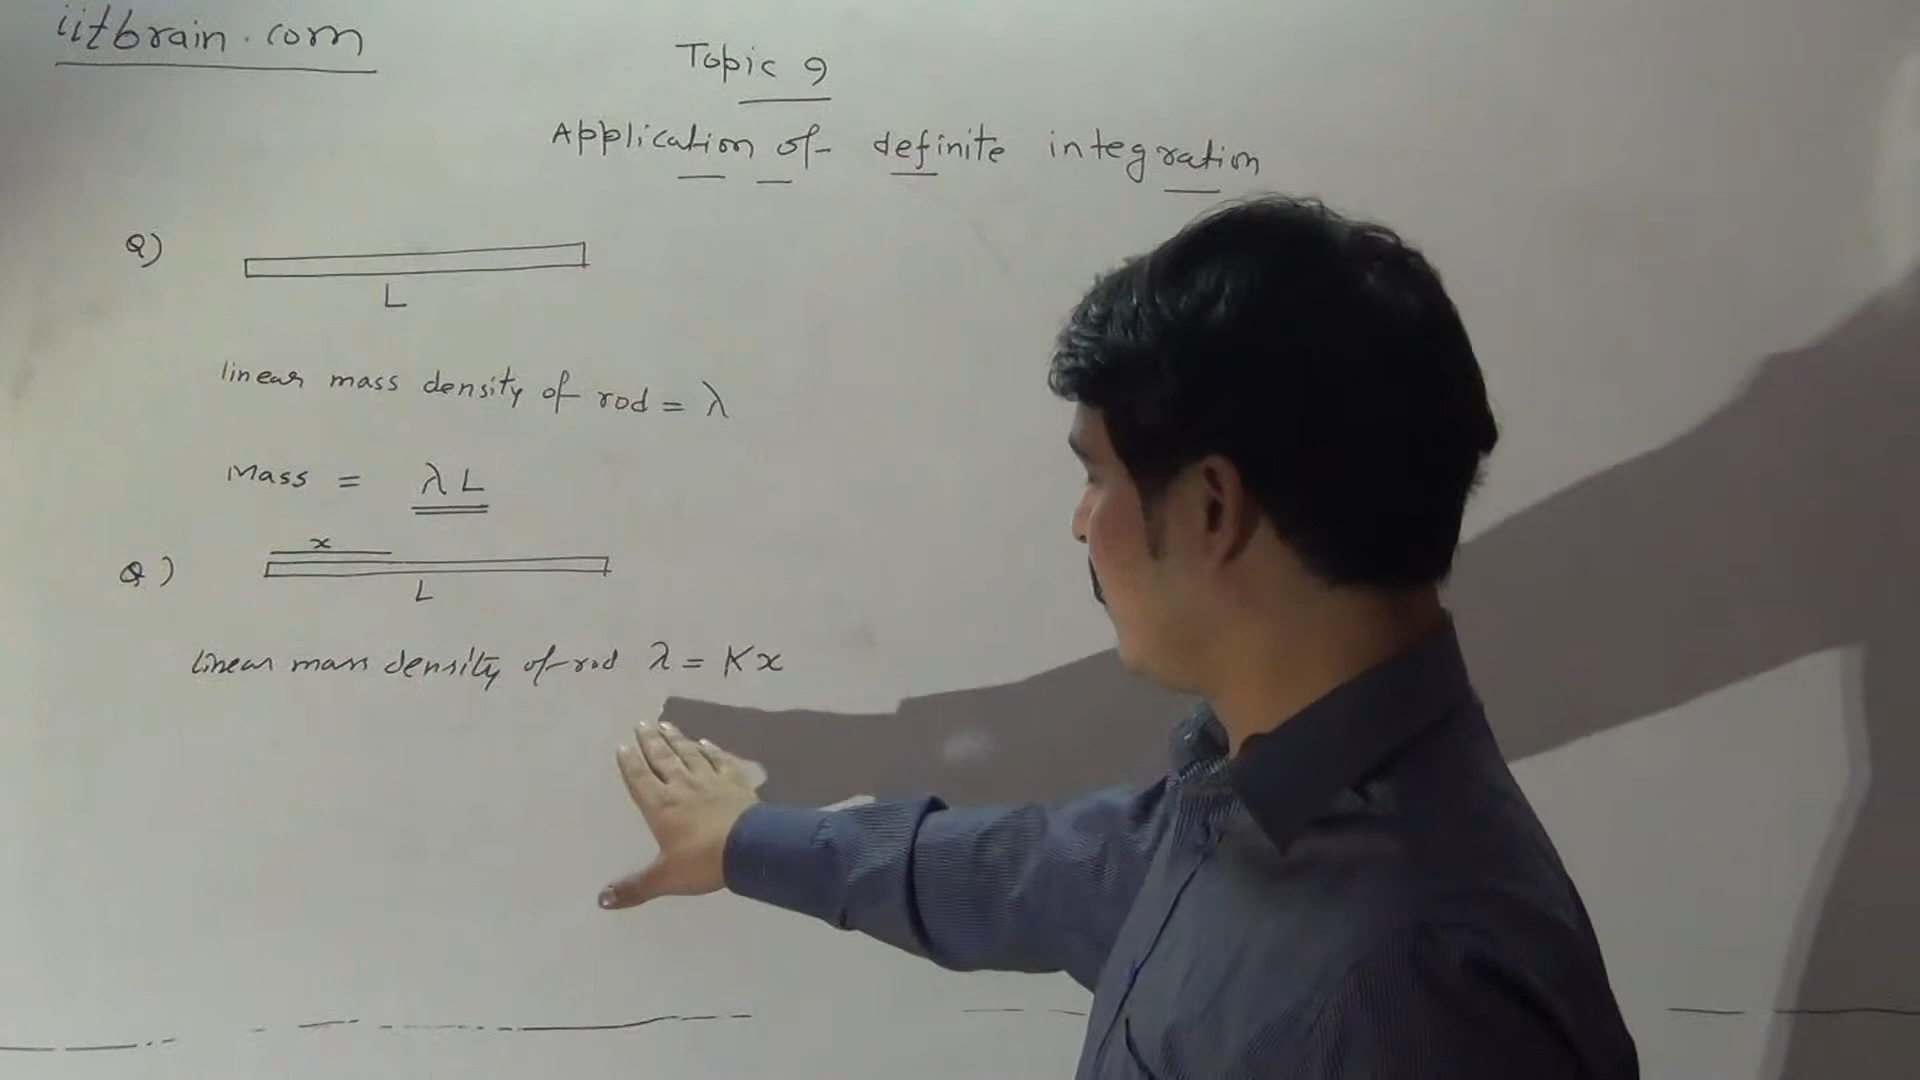 iitbrain.com
Topic 9
Application of definite integration
Q)
L
linear mass density of rod = λ
Mass = λL
x
Q)
L
linear mass density of rod λ = Kx